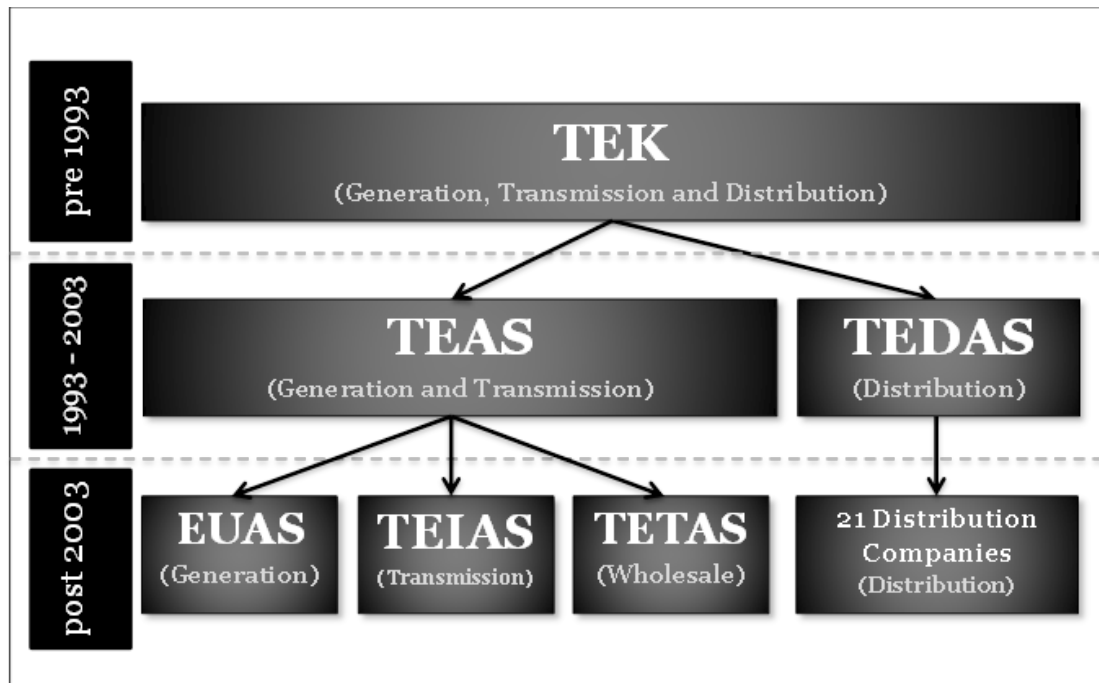 pre 1993
TEK
(Generation, Transmission and Distribution)
1993 - 2003
TEAS
(Generation and Transmission)
TEDAS
(Distribution)
post 2003
EUAS
(Generation)
TEIAS
(Transmission)
TETAS
(Wholesale)
21 Distribution
Companies
(Distribution)